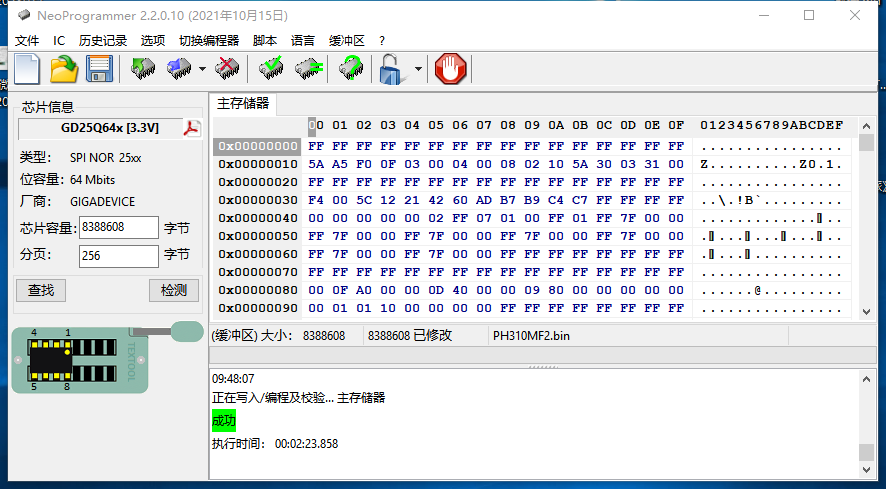 NeoProgrammer 2.2.0.10 (2021年10月15日)
文件 IC 历史记录 选项 切换编程器 脚本 语言 缓冲区 ?
芯片信息
GD25Q64x [3.3V]
类型: SPI NOR 25xx
位容量: 64 Mbits
厂商: GIGADEVICE
芯片容量: 8388608 字节
分页: 256 字节
查找 检测
4 1
TEXTOOL
5 8
主存储器
00 01 02 03 04 05 06 07 08 09 0A 0B 0C 0D 0E 0F 0123456789ABCDEF
0x00000000 FF FF FF FF FF FF FF FF FF FF FF FF FF FF FF FF ................
0x00000010 5A A5 F0 0F 03 00 04 00 08 02 10 5A 30 03 31 00 Z..........Z0.1.
0x00000020 FF FF FF FF FF FF FF FF FF FF FF FF FF FF FF FF ................
0x00000030 F4 00 5C 12 21 42 60 AD B7 B9 C4 C7 FF FF FF FF ..\.!B`.........
0x00000040 00 00 00 00 00 02 FF 07 01 00 FF 01 FF 7F 00 00 .............▯..
0x00000050 FF 7F 00 00 FF 7F 00 00 00 FF 7F 00 FF 7F 00 00 .▯...▯....▯..▯..
0x00000060 FF 7F 00 00 FF 7F 00 00 FF FF FF FF FF FF FF FF .▯...▯..........
0x00000070 FF FF FF FF FF FF FF FF FF FF FF FF FF FF FF FF ................
0x00000080 00 0F A0 00 00 0D 40 00 00 09 80 00 00 00 00 00 ......@.........
0x00000090 00 01 01 10 00 00 00 00 FF FF FF FF FF FF FF FF ................
(缓冲区) 大小: 8388608 8388608 已修改 PH310MF2.bin
09:48:07
正在写入/编程及校验... 主存储器
成功
执行时间: 00:02:23.858